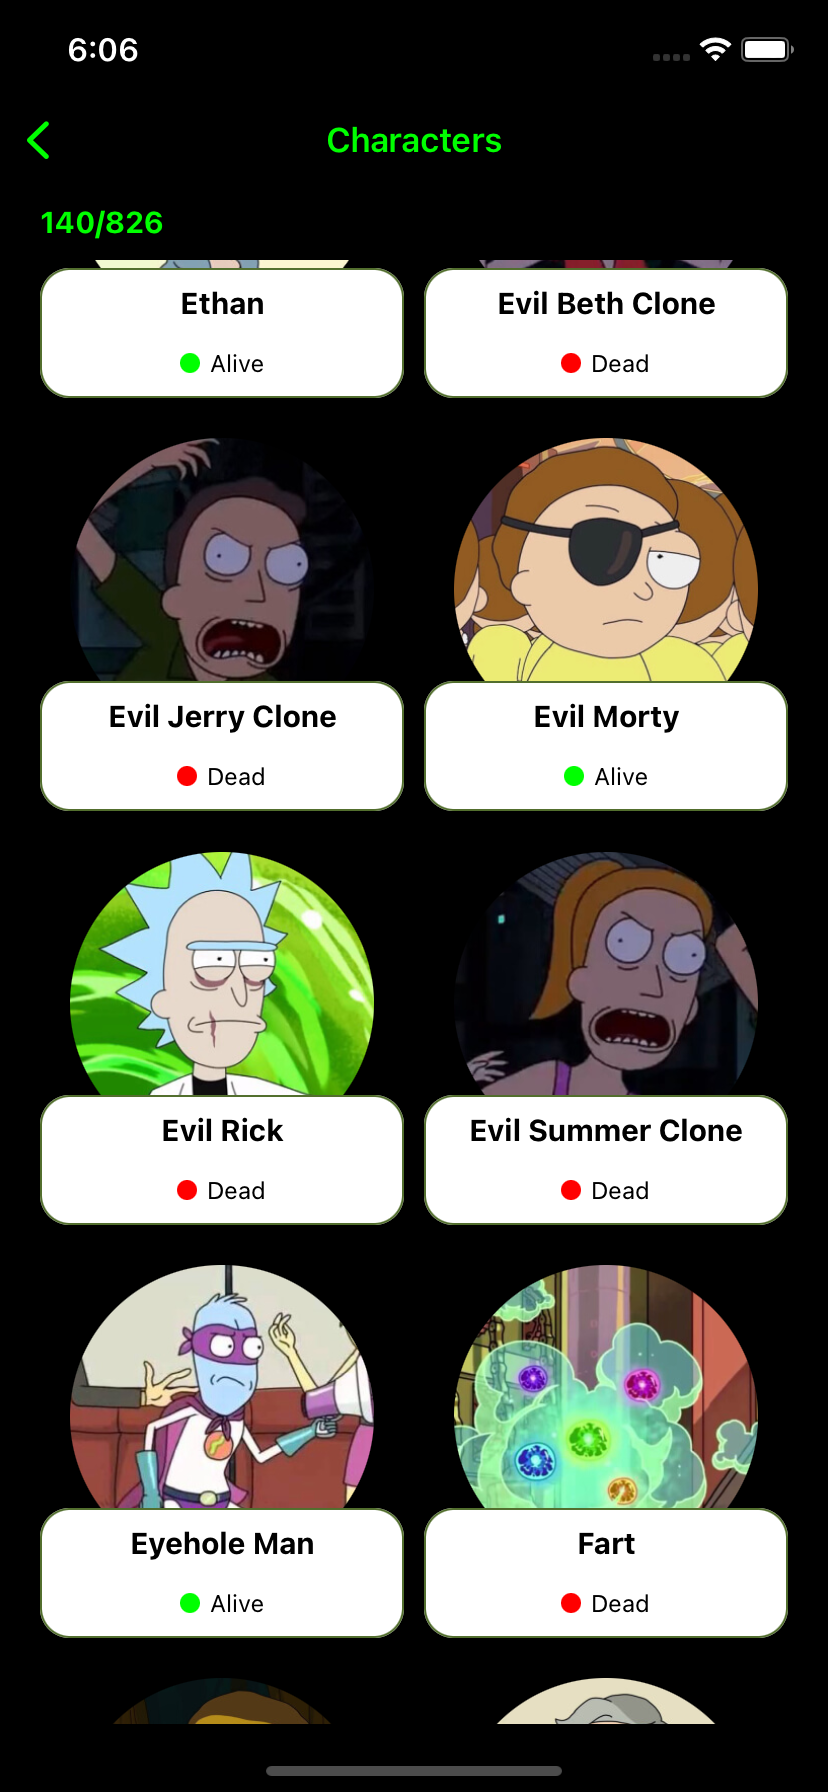 6:06
Characters
140/826
Ethan
Alive
Evil Beth Clone
Dead
Evil Jerry Clone
Dead
Evil Morty
Alive
Evil Rick
Dead
Evil Summer Clone
Dead
Eyehole Man
Alive
Fart
Dead